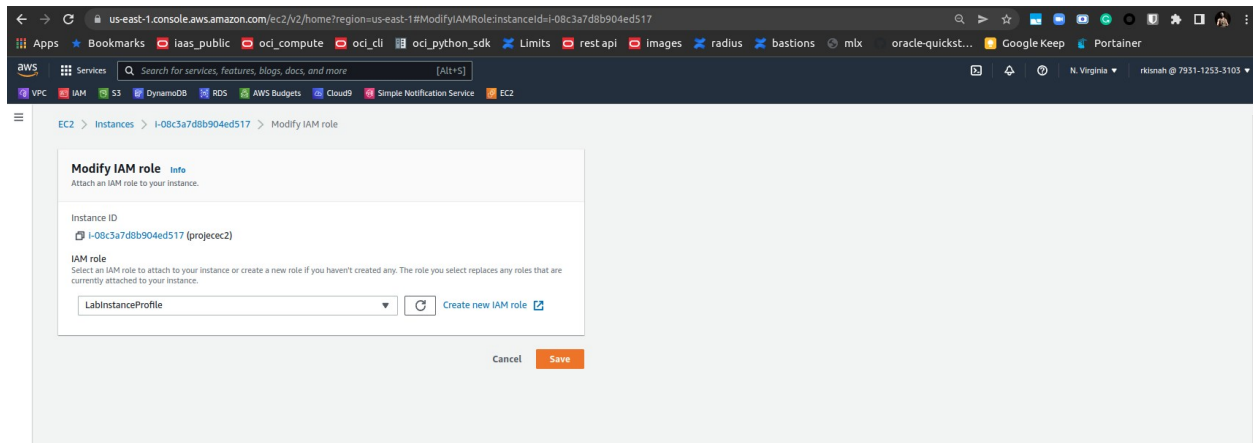 us-east-1.console.aws.amazon.com/ec2/v2/home?region=us-east-1#ModifyIAMRole:instanceId=i-08c3a7d8b904ed517
Apps Bookmarks iaas_public oci_compute oci_cli oci_python_sdk Limits rest api images radius bastions mlx oracle-quickst... Google Keep Portainer
aws Services Search for services, features, blogs, docs, and more [Alt+S] N. Virginia ▼ rkisnah @ 7931-1253-3103 ▼
VPC IAM S3 DynamoDB RDS AWS Budgets Cloud9 Simple Notification Service EC2
EC2 > Instances > i-08c3a7d8b904ed517 > Modify IAM role
Modify IAM role Info
Attach an IAM role to your instance.
Instance ID
i-08c3a7d8b904ed517 (projecec2)
IAM role
Select an IAM role to attach to your instance or create a new role if you haven't created any. The role you select replaces any roles that are
currently attached to your instance.
LabInstanceProfile ▼ Create new IAM role
Cancel Save